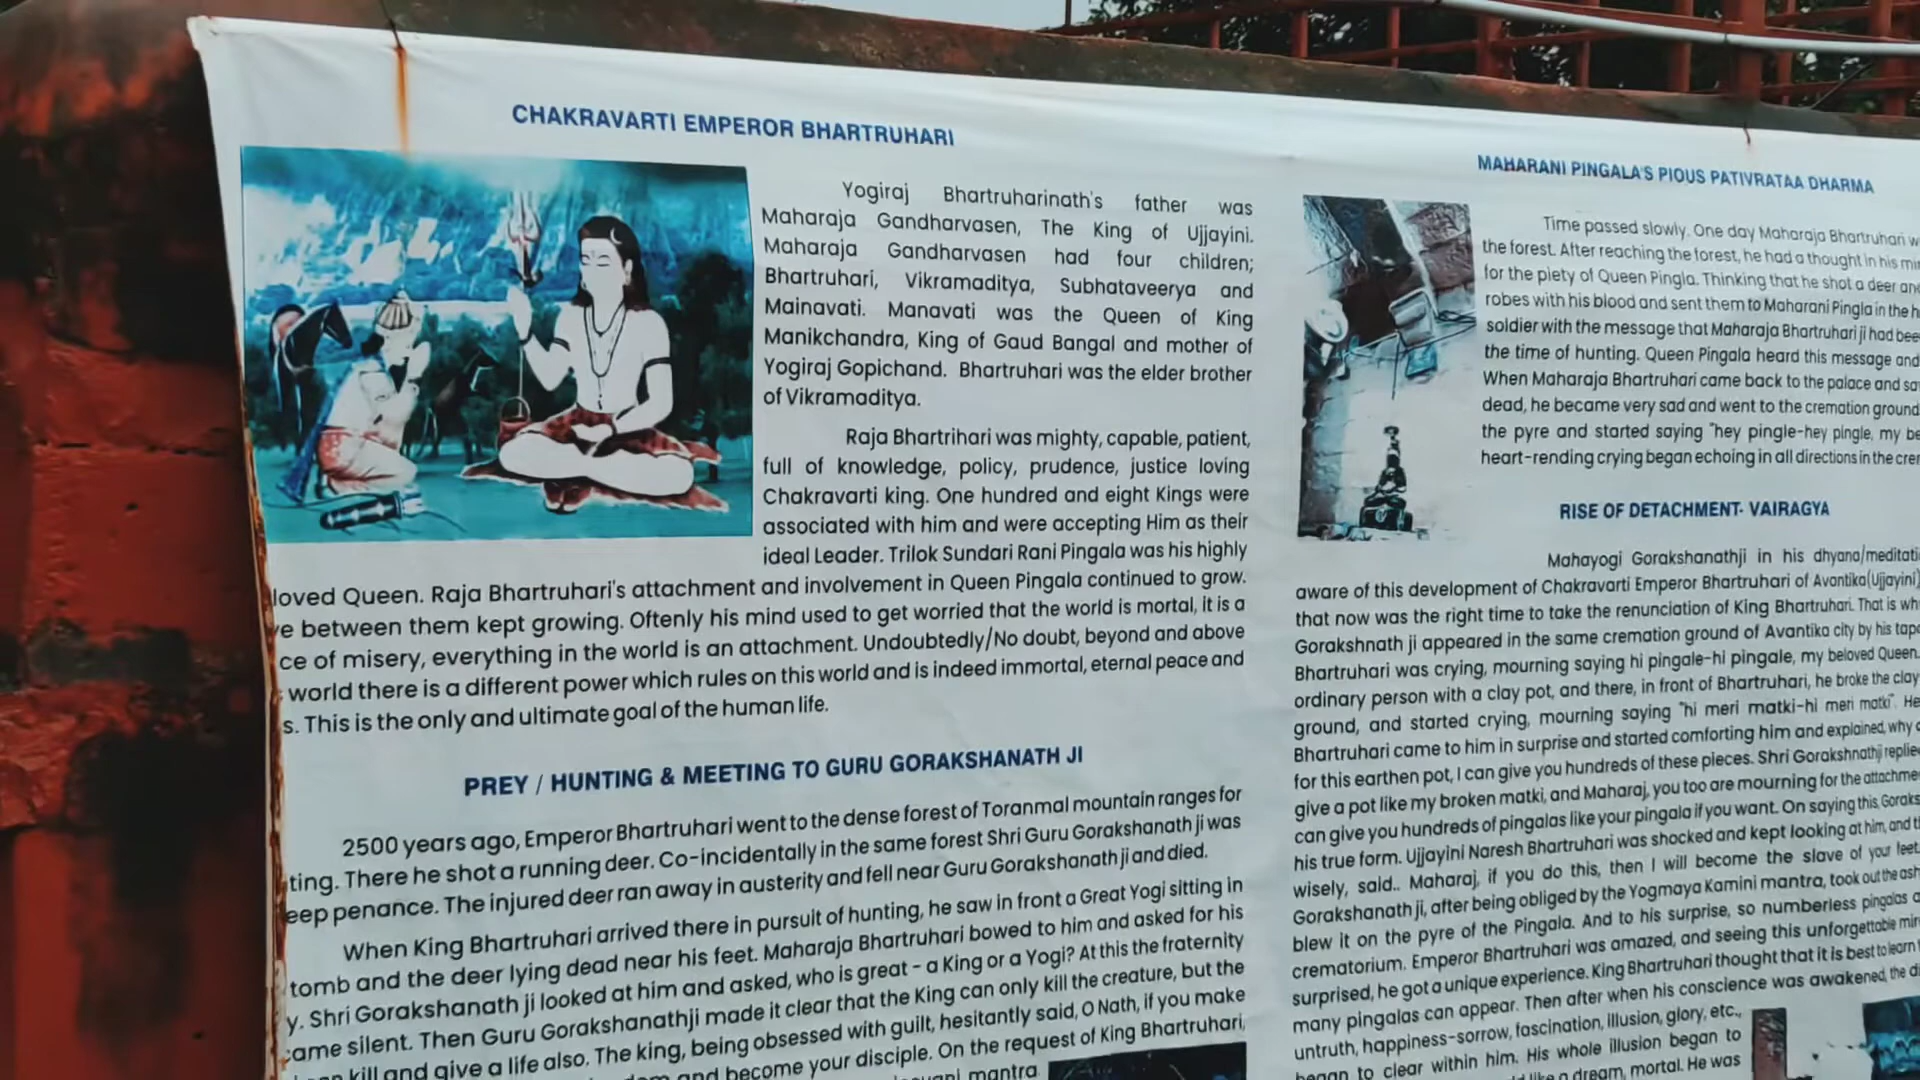 CHAKRAVARTI EMPEROR BHARTRUHARI
Yogiraj Bhartruharinath's father was
Maharaja Gandharvasen, The King of Ujjayini.
Maharaja Gandharvasen had four children;
Bhartruhari, Vikramaditya, Subhataveerya and
Mainavati. Manavati was the Queen of King
Manikchandra, King of Gaud Bangal and mother of
Yogiraj Gopichand. Bhartruhari was the elder brother
of Vikramaditya.
Raja Bhartrihari was mighty, capable, patient,
full of knowledge, policy, prudence, justice loving
Chakravarti king. One hundred and eight Kings were
associated with him and were accepting Him as their
ideal Leader. Trilok Sundari Rani Pingala was his highly
loved Queen. Raja Bhartruhari's attachment and involvement in Queen Pingala continued to grow.
between them kept growing. Oftenly his mind used to get worried that the world is mortal, it is a
ce of misery, everything in the world is an attachment. Undoubtedly/No doubt, beyond and above
world there is a different power which rules on this world and is indeed immortal, eternal peace and
s. This is the only and ultimate goal of the human life.
PREY / HUNTING & MEETING TO GURU GORAKSHANATH JI
2500 years ago, Emperor Bhartruhari went to the dense forest of Toranmal mountain ranges for
ting. There he shot a running deer. Co-incidentally in the same forest Shri Guru Gorakshanath ji was
eep penance. The injured deer ran away in austerity and fell near Guru Gorakshanath ji and died.
When King Bhartruhari arrived there in pursuit of hunting, he saw in front a Great Yogi sitting in
tomb and the deer lying dead near his feet. Maharaja Bhartruhari bowed to him and asked for his
y. Shri Gorakshanath ji looked at him and asked, who is great - a King or a Yogi? At this the fraternity
ame silent. Then Guru Gorakshanathji made it clear that the King can only kill the creature, but the
kill and give a life also. The king, being obsessed with guilt, hesitantly said, O Nath, if you make
and become your disciple. On the request of King Bhartruhari,
mantra
MAHARANI PINGALA'S PIOUS PATIVRATAA DHARMA
Time passed slowly. One day Maharaja Bhartruhari w
the forest. After reaching the forest, he had a thought in his mi
for the piety of Queen Pingla. Thinking that he shot a deer and
robes with his blood and sent them to Maharani Pingla in the h
soldier with the message that Maharaja Bhartruhari ji had bee
the time of hunting. Queen Pingala heard this message and
When Maharaja Bhartruhari came back to the palace and sa
dead, he became very sad and went to the cremation ground
the pyre and started saying "hey pingle-hey pingle, my be
heart-rending crying began echoing in all directions in the cre
RISE OF DETACHMENT- VAIRAGYA
Mahayogi Gorakshanathji in his dhyana/meditati
aware of this development of Chakravarti Emperor Bhartruhari of Avantika(Ujjayini)
that now was the right time to take the renunciation of King Bhartruhari. That is wh
Gorakshnath ji appeared in the same cremation ground of Avantika city by his tap
Bhartruhari was crying, mourning saying hi pingale-hi pingale, my beloved Queen.
ordinary person with a clay pot, and there, in front of Bhartruhari, he broke the clay
ground, and started crying, mourning saying "hi meri matki-hi meri matki". He
Bhartruhari came to him in surprise and started comforting him and explained, why
for this earthen pot, I can give you hundreds of these pieces. Shri Gorakshnathji replie
give a pot like my broken matki, and Maharaj, you too are mourning for the attachme
can give you hundreds of pingalas like your pingala if you want. On saying this, Goraks
his true form. Ujjayini Naresh Bhartruhari was shocked and kept looking at him, and t
wisely, said.. Maharaj, if you do this, then I will become the slave of your feet.
Gorakshanath ji, after being obliged by the Yogmaya Kamini mantra, took out the ash
blew it on the pyre of the Pingala. And to his surprise, so numberless pingalas a
crematorium. Emperor Bhartruhari was amazed, and seeing this unforgettable mir
surprised, he got a unique experience. King Bhartruhari thought that it is best to learn
many pingalas can appear. Then after when his conscience was awakened, the d
untruth, happiness-sorrow, fascination, illusion, glory, etc.,
began to clear within him. His whole illusion began to
like a dream, mortal. He was